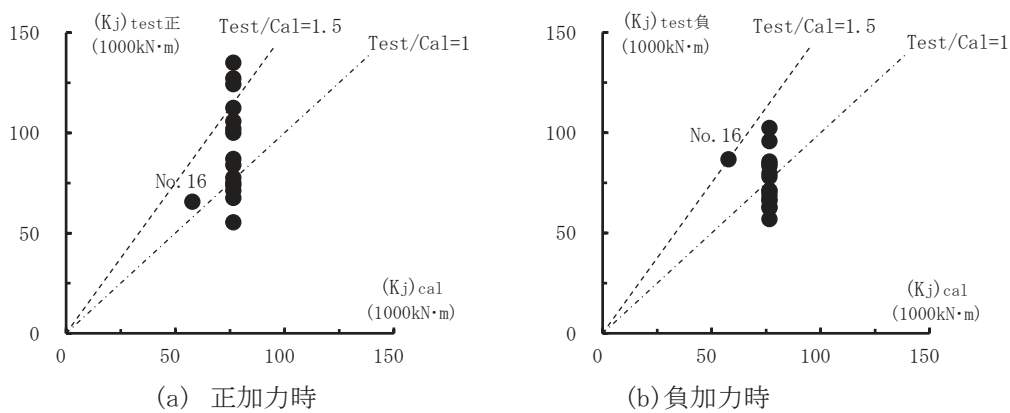 (Kj)test正
(1000kN・m)
Test/Cal=1.5
Test/Cal=1
150
100
50
0
No.16
(Kj)cal
(1000kN・m)
0
50
100
150
(a) 正加力時
(Kj)test負
(1000kN・m)
Test/Cal=1.5
Test/Cal=1
150
100
50
0
No.16
(Kj)cal
(1000kN・m)
0
50
100
150
(b)負加力時